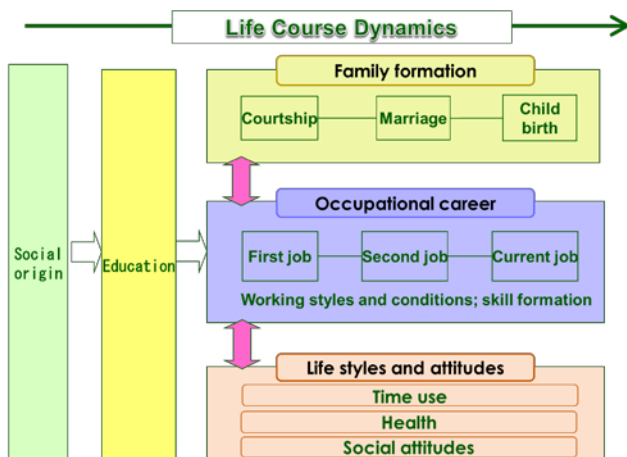 Life Course Dynamics
Social
origin
Education
Family formation
Courtship
Marriage
Child
birth
Occupational career
First job
Second job
Current job
Working styles and conditions; skill formation
Life styles and attitudes
Time use
Health
Social attitudes